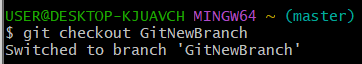 USER@DESKTOP-KJUAVCH MINGW64 ~ (master)
$ git checkout GitNewBranch
Switched to branch 'GitNewBranch'